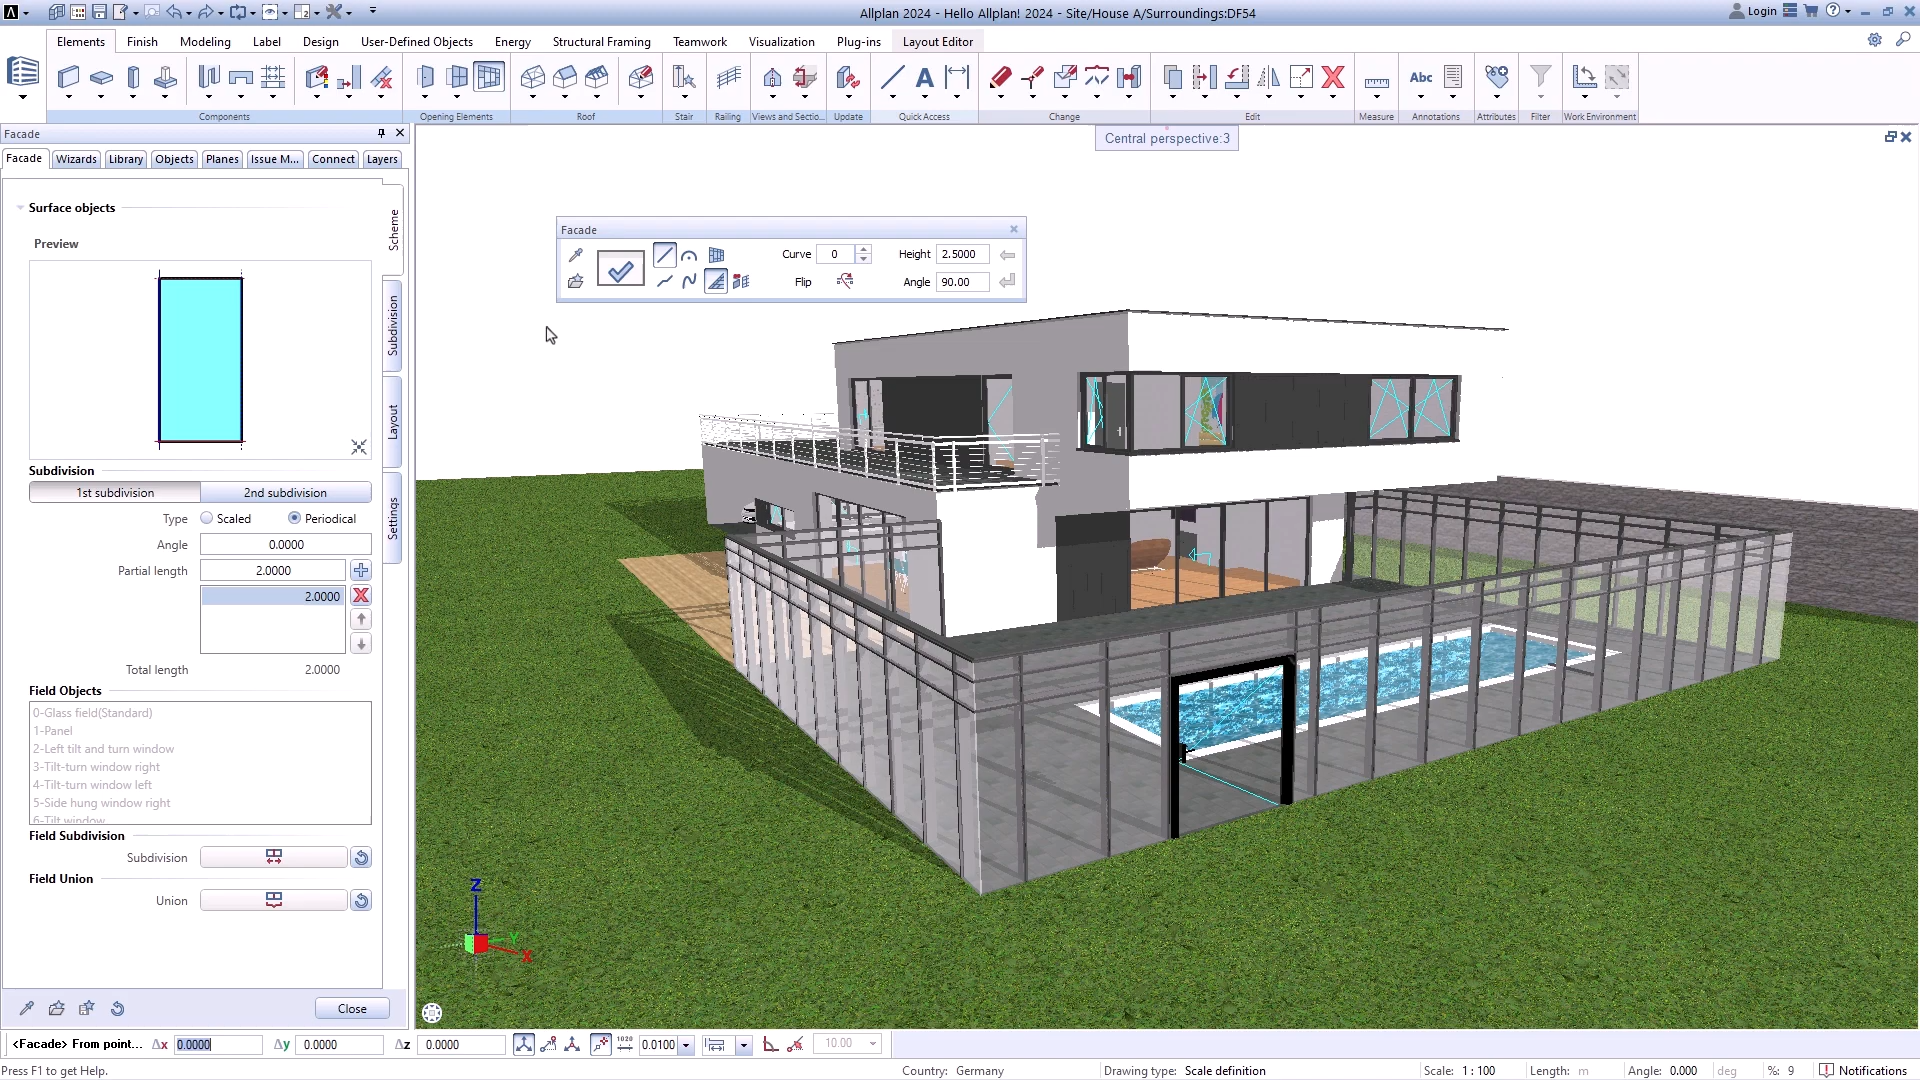 Allplan 2024 - Hello Allplan! 2024 - Site/House A/Surroundings:DF54
Login
Elements Finish Modeling Label Design User-Defined Objects Energy Structural Framing Teamwork Visualization Plug-ins Layout Editor
Abc
Components Opening Elements Roof Stair Railing Views and Sectio... Update Quick Access Change Edit Measure Annotations Attributes Filter Work Environment
Facade
Central perspective:3
Facade Wizards Library Objects Planes Issue M... Connect Layers
Surface objects
Preview
Scheme
Subdivision
Layout
Settings
Facade
Curve 0 Height 2.5000
Flip Angle 90.00
Subdivision
1st subdivision 2nd subdivision
Type Scaled Periodical
Angle 0.0000
Partial length 2.0000
2.0000
Total length 2.0000
Field Objects
0-Glass field(Standard)
1-Panel
2-Left tilt and turn window
3-Tilt-turn window right
4-Tilt-turn window left
5-Side hung window right
6-Tilt window
Field Subdivision
Subdivision
Field Union
Union
Z
Y
X
Close
<Facade> From point... Δx 0.0000 Δy 0.0000 Δz 0.0000 1020 0.0100 10.00
Press F1 to get Help. Country: Germany Drawing type: Scale definition Scale: 1 : 100 Length: m Angle: 0.000 deg %: 9 Notifications